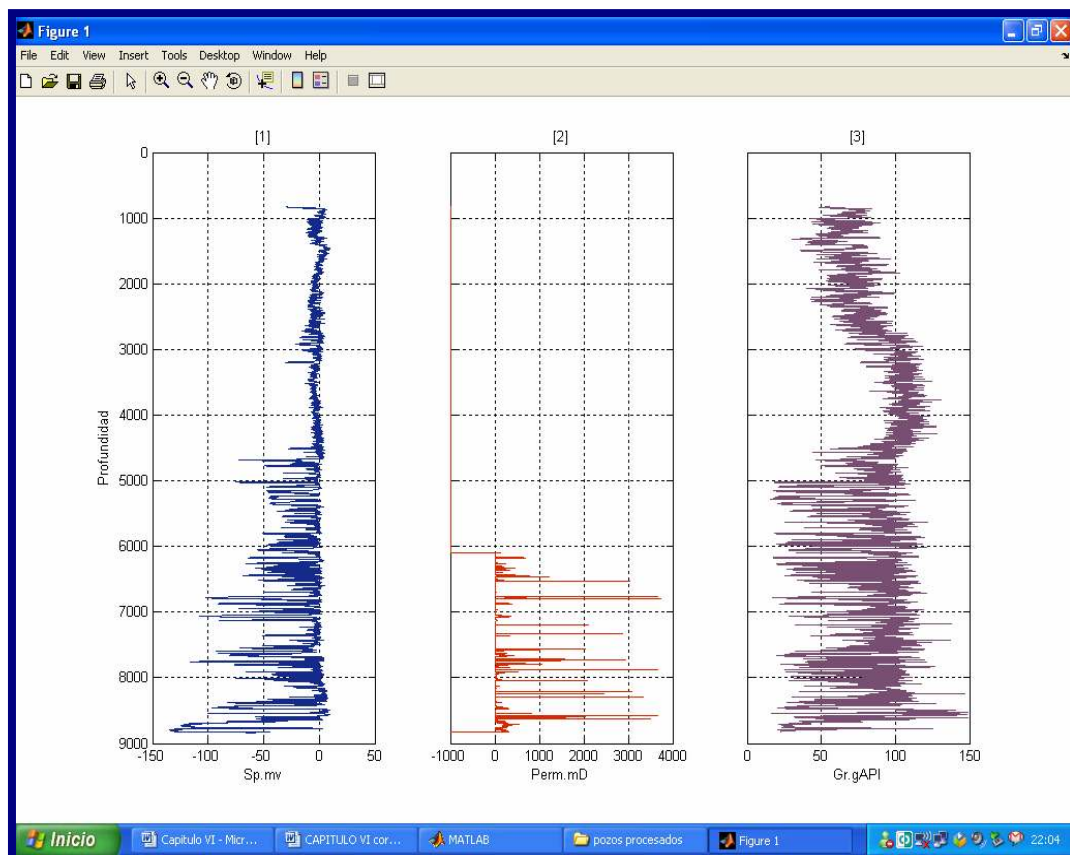 Figure 1
File Edit View Insert Tools Desktop Window Help
[1] [2] [3]
0
1000
2000
3000
4000
5000
6000
7000
8000
9000
Profundidad
-150 -100 -50 0 50
-1000 0 1000 2000 3000 4000
0 50 100 150
Sp.mv Perm.mD Gr.gAPI
Inicio Capitulo VI - Micr... CAPITULO VI cor... MATLAB pozos procesados Figure 1 22:04